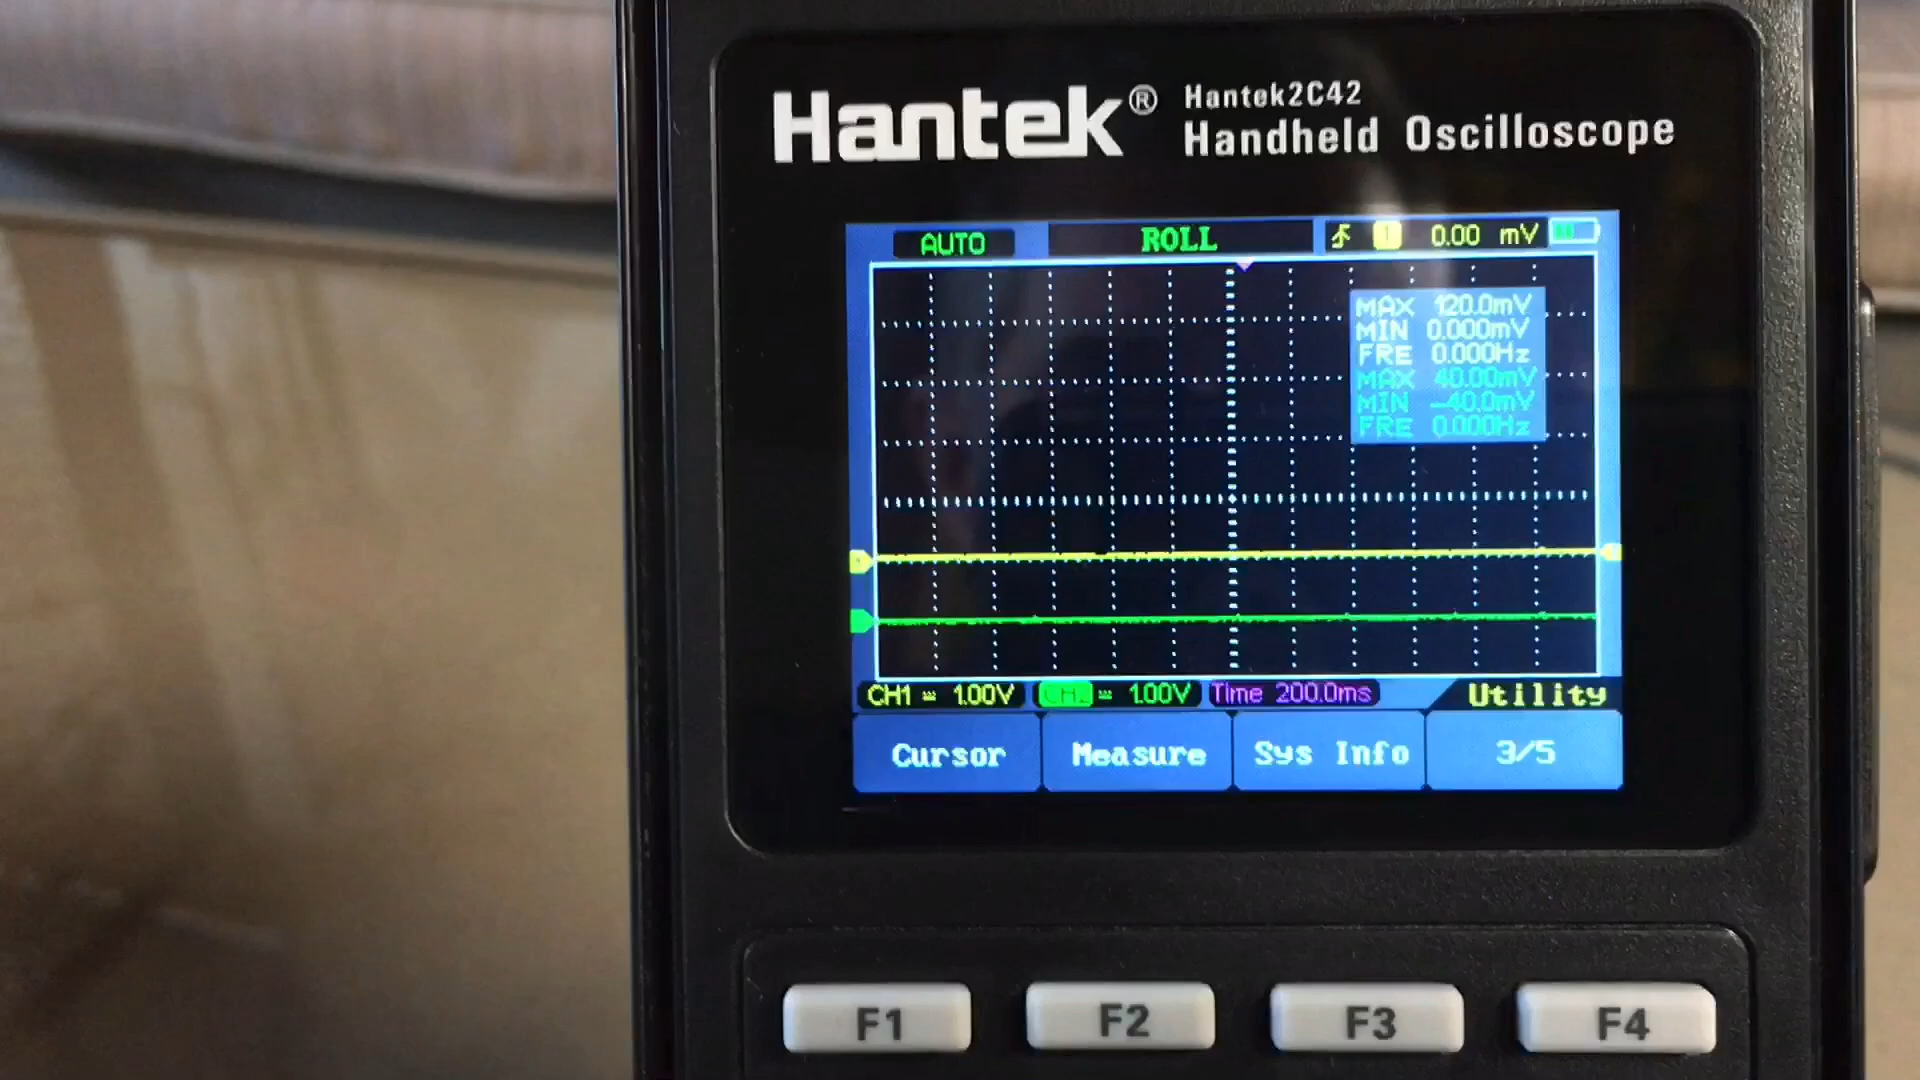 Hantek®
Hantek2C42
Handheld Oscilloscope
AUTO ROLL 1 0.00 mV
MAX 120.0mV
MIN 0.000mV
FRE 0.000Hz
MAX 40.00mV
MIN -40.0mV
FRE 0.000Hz
CH1 1.00V CH2 1.00V Time 200.0ms Utility
Cursor Measure Sys Info 3/5
F1 F2 F3 F4